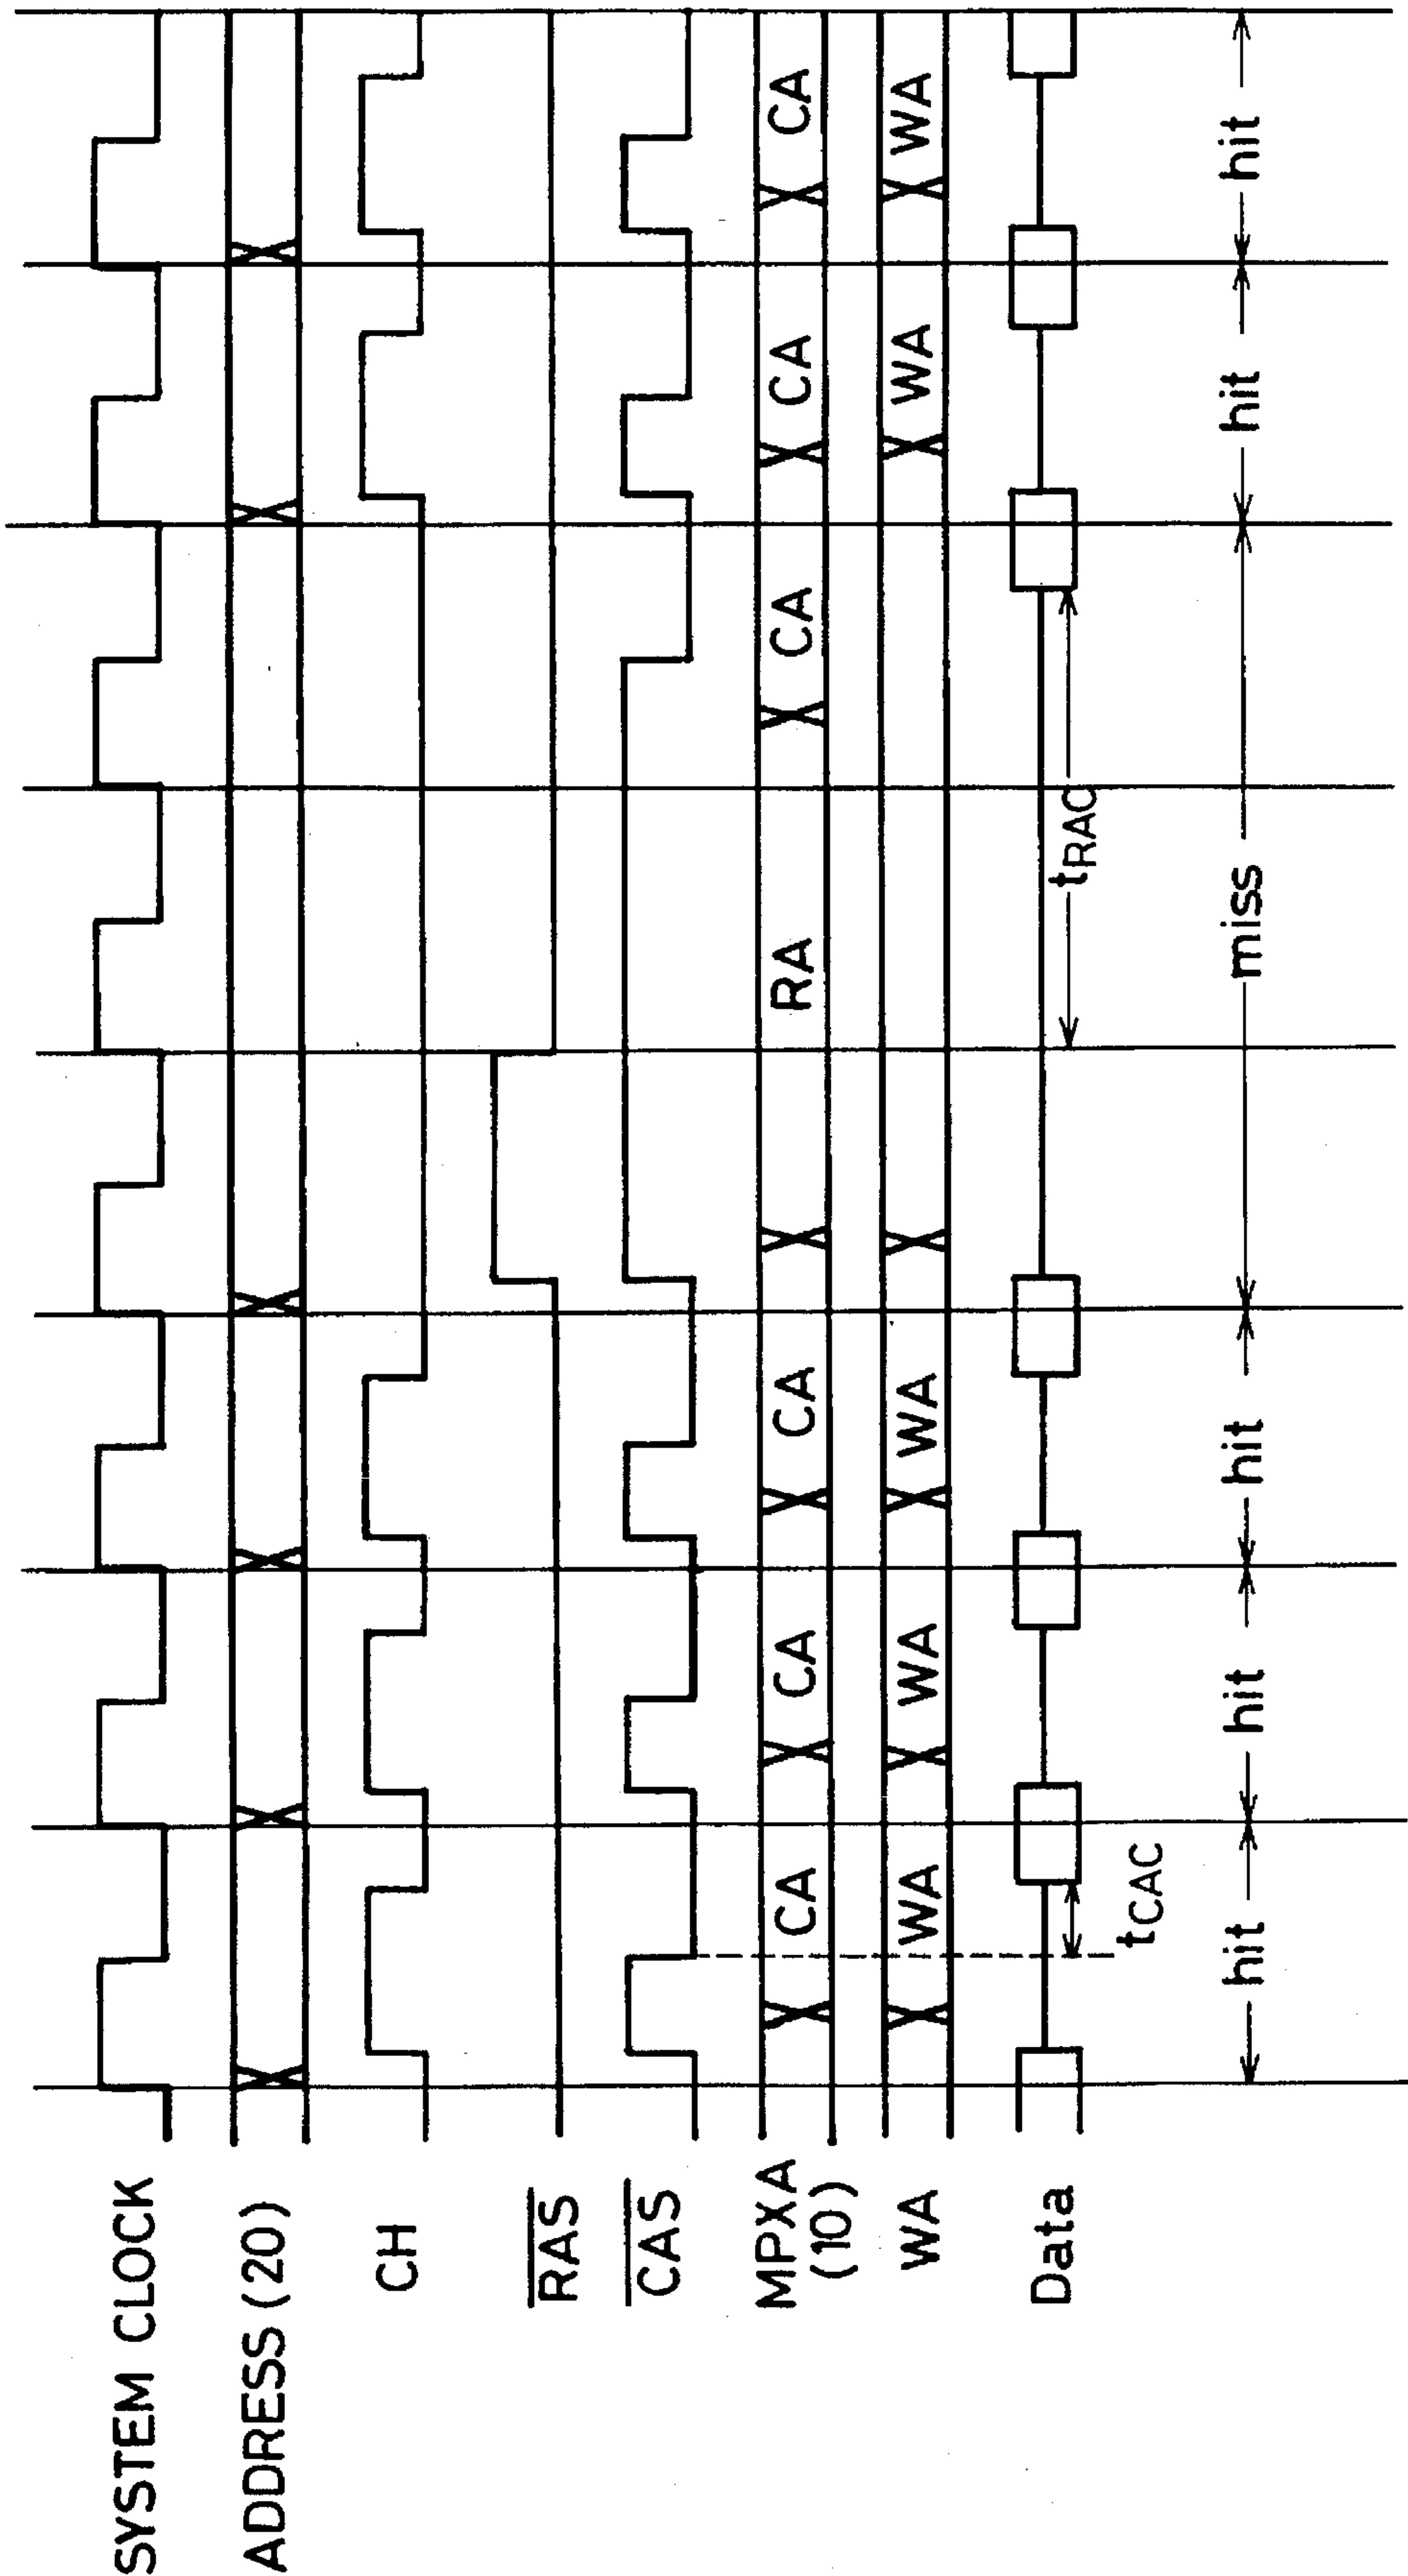 SYSTEM CLOCK
ADDRESS (20)
CH
RAS
CAS
MPXA
(10)
CA CA CA RA CA CA CA
WA
WA WA WA WA WA
Data
tCAC
tRAC
hit hit hit miss hit hit